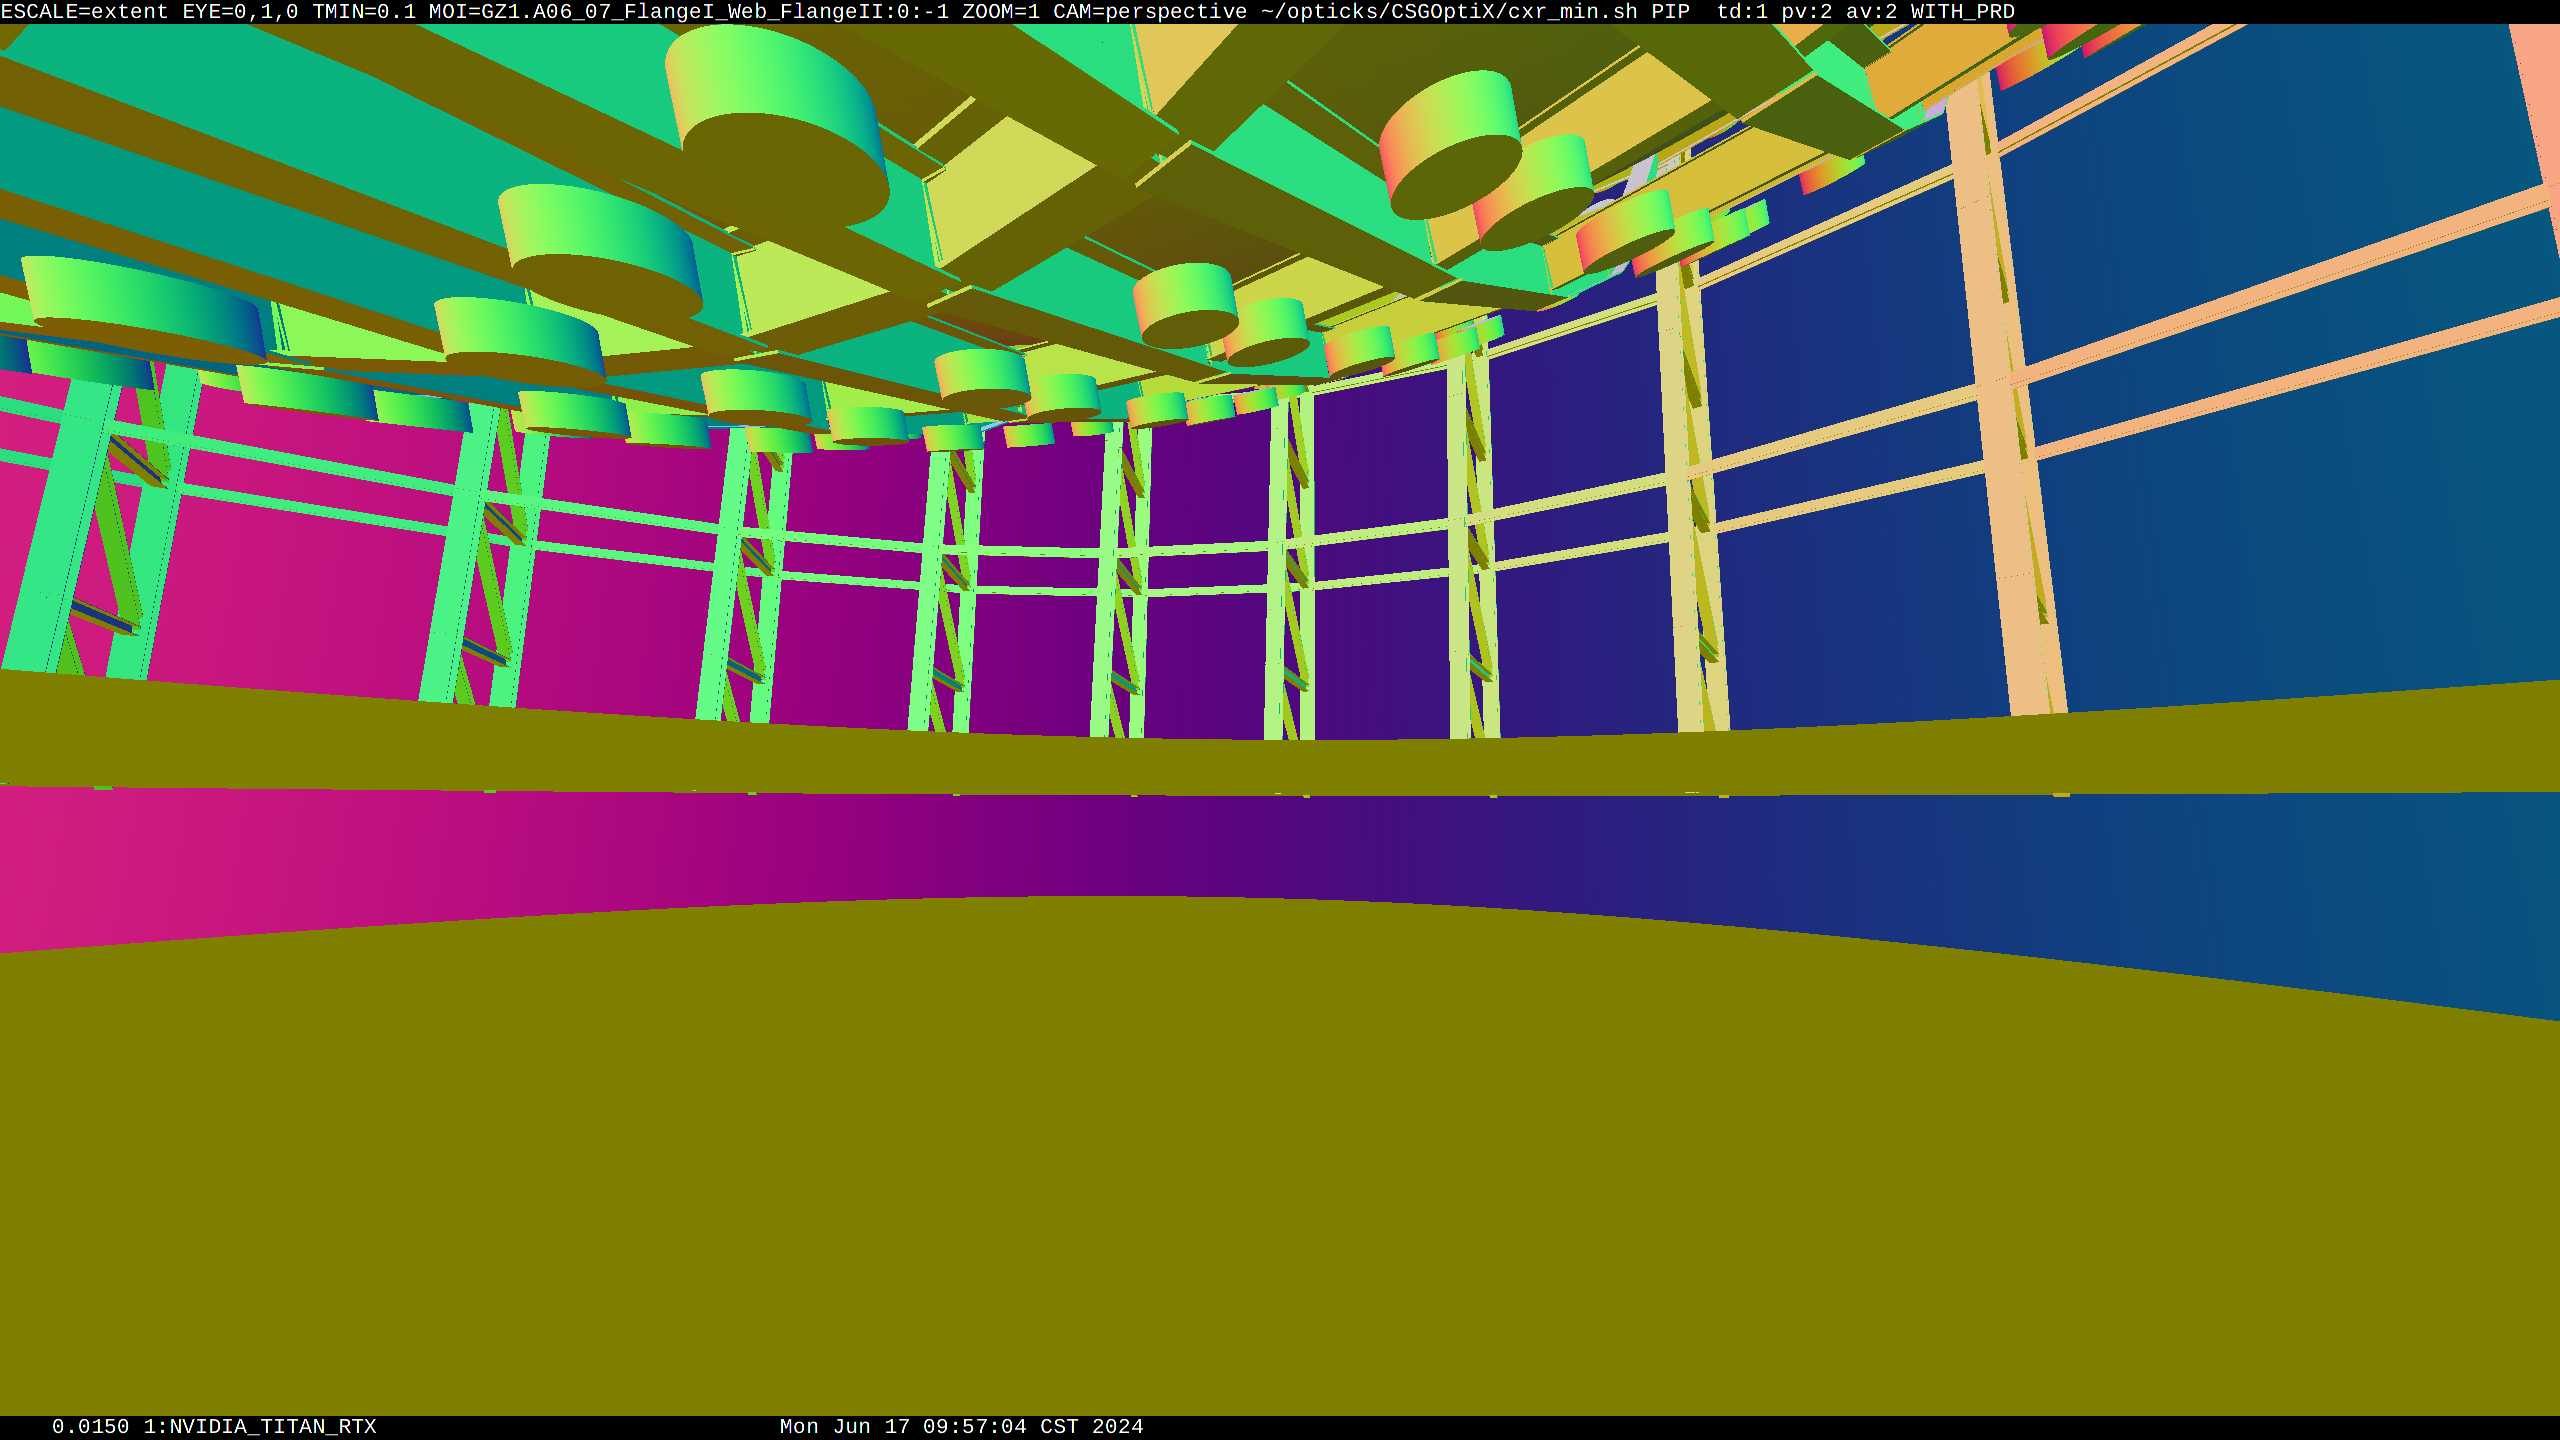 ESCALE=extent EYE=0,1,0 TMIN=0.1 MOI=GZ1.A06_07_FlangeI_Web_FlangeII:0:-1 ZOOM=1 CAM=perspective ~/opticks/CSGOptiX/cxr_min.sh PIP  td:1 pv:2 av:2 WITH_PRD
0.0150 1:NVIDIA_TITAN_RTX
Mon Jun 17 09:57:04 CST 2024